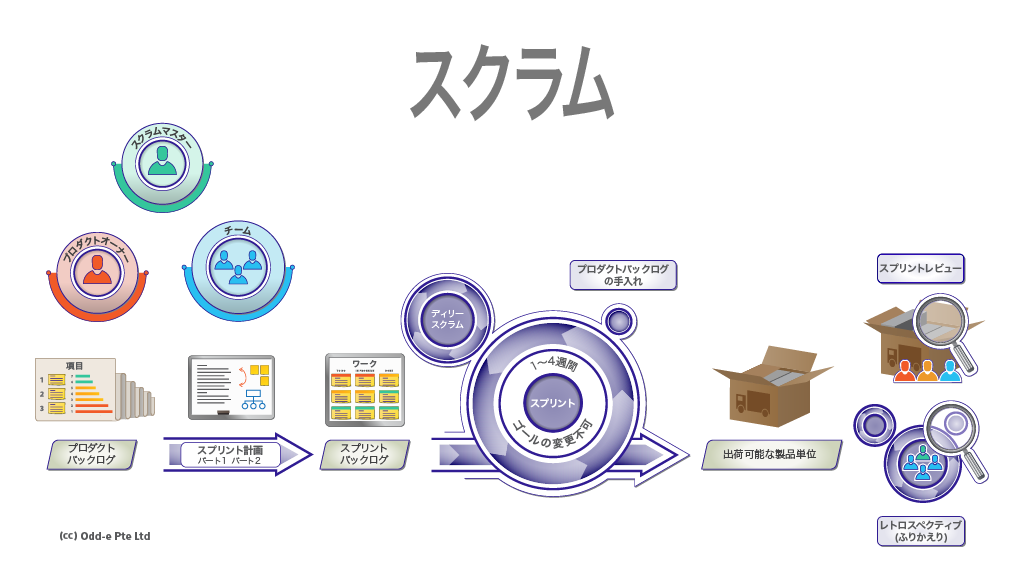 スクラム
スクラムマスター
プロダクトオーナー
チーム
ディリー
スクラム
プロダクトバックログ
の手入れ
スプリントレビュー
項目
1
2
3
ワーク
1〜4週間
スプリント
ゴールの変更不可
プロダクト
バックログ
スプリント計画
パート1 パート2
スプリント
バックログ
出荷可能な製品単位
レトロスペクティブ
(ふりかえり)
(cc) Odd-e Pte Ltd